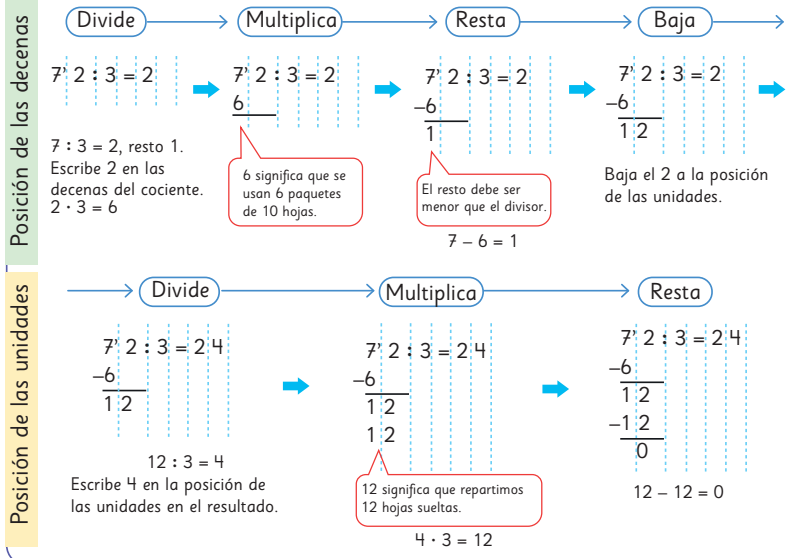 Posición de las decenas
Divide
Multiplica
Resta
Baja
7’ 2 : 3 = 2
7 : 3 = 2, resto 1.
Escribe 2 en las
decenas del cociente.
2 · 3 = 6
7’ 2 : 3 = 2
6
6 significa que se
usan 6 paquetes
de 10 hojas.
7’ 2 : 3 = 2
–6
1
El resto debe ser
menor que el divisor.
7 – 6 = 1
7’ 2 : 3 = 2
–6
1 2
Baja el 2 a la posición
de las unidades.
Posición de las unidades
Divide
Multiplica
Resta
7’ 2 : 3 = 2 4
–6
1 2
12 : 3 = 4
Escribe 4 en la posición de
las unidades en el resultado.
7’ 2 : 3 = 2 4
–6
1 2
1 2
12 significa que repartimos
12 hojas sueltas.
4 · 3 = 12
7’ 2 : 3 = 2 4
–6
1 2
–1 2
0
12 – 12 = 0